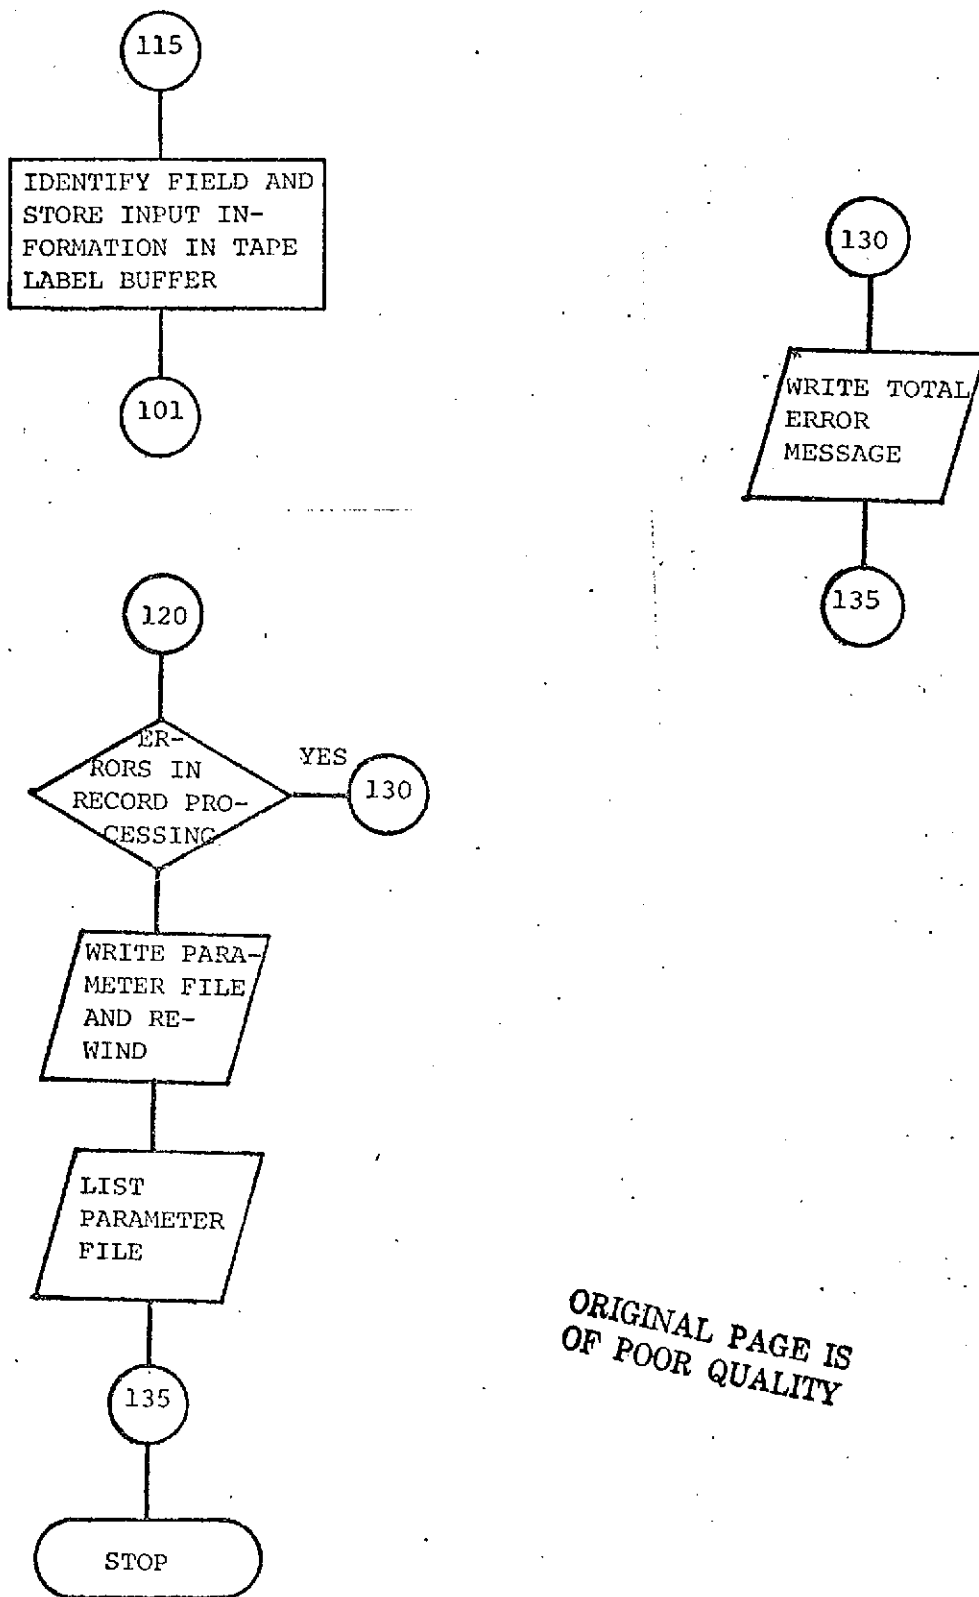 115
IDENTIFY FIELD AND
STORE INPUT IN-
FORMATION IN TAPE
LABEL BUFFER
101
130
WRITE TOTAL
ERROR
MESSAGE
135
120
ER-
RORS IN
RECORD PRO-
CESSING
YES
130
WRITE PARA-
METER FILE
AND RE-
WIND
LIST
PARAMETER
FILE
135
STOP
ORIGINAL PAGE IS
OF POOR QUALITY